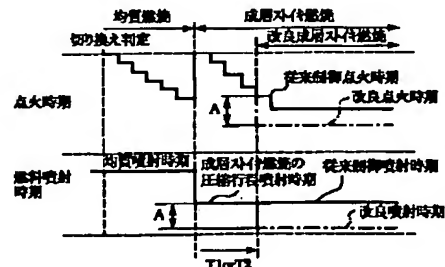 均質燃焼
成層ストイキ燃焼
切り換え判定
改良成層ストイキ燃焼
点火時期
従来制御点火時期
A
改良点火時期
均質噴射時期
成層ストイキ燃焼の
圧縮行程噴射時期
従来制御噴射時期
燃料噴射
時期
A
改良噴射時期
T1orT2